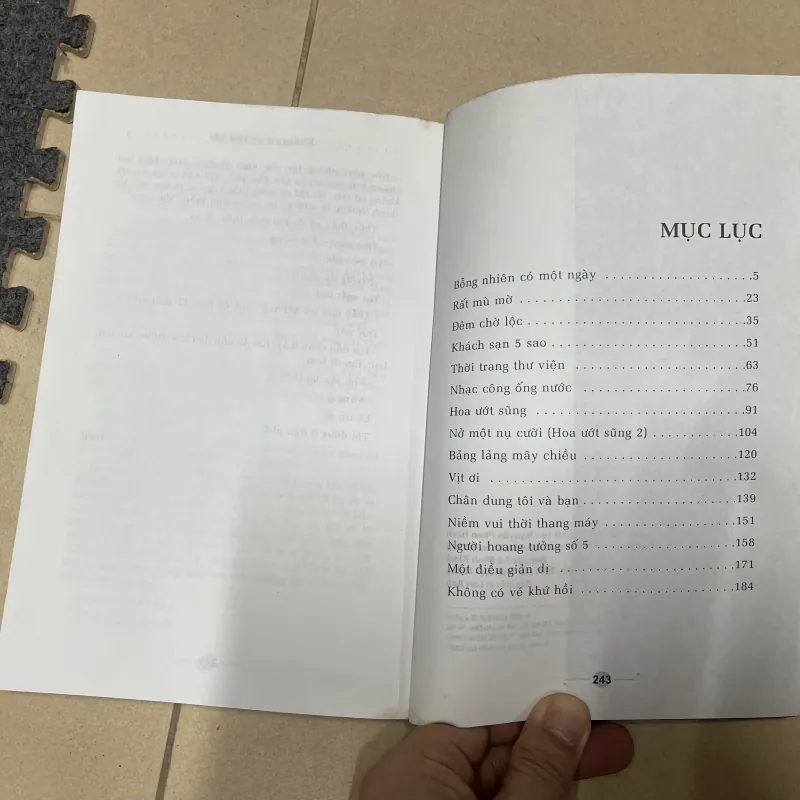 MỤC LỤC
Bỗng nhiên có một ngày . . . . . . . . . . . . . . . . . . .5
Rất mù mờ . . . . . . . . . . . . . . . . . . . . . . . . . . . . .23
Đêm chờ lộc . . . . . . . . . . . . . . . . . . . . . . . . . . . .35
Khách sạn 5 sao . . . . . . . . . . . . . . . . . . . . . . . . .51
Thời trang thư viện . . . . . . . . . . . . . . . . . . . . . .63
Nhạc công ống nước . . . . . . . . . . . . . . . . . . . . . .76
Hoa ướt sũng . . . . . . . . . . . . . . . . . . . . . . . . . . .91
Nở một nụ cười (Hoa ướt sũng 2) . . . . . . . . . . .104
Bảng lảng mây chiều . . . . . . . . . . . . . . . . . . . .120
Vịt ơi . . . . . . . . . . . . . . . . . . . . . . . . . . . . . . . .132
Chân dung tôi và bạn . . . . . . . . . . . . . . . . . . . .139
Niềm vui thời thang máy . . . . . . . . . . . . . . . . .151
Người hoang tưởng số 5 . . . . . . . . . . . . . . . . . .158
Một điều giản dị . . . . . . . . . . . . . . . . . . . . . . .171
Không có vé khứ hồi . . . . . . . . . . . . . . . . . . . .184
243